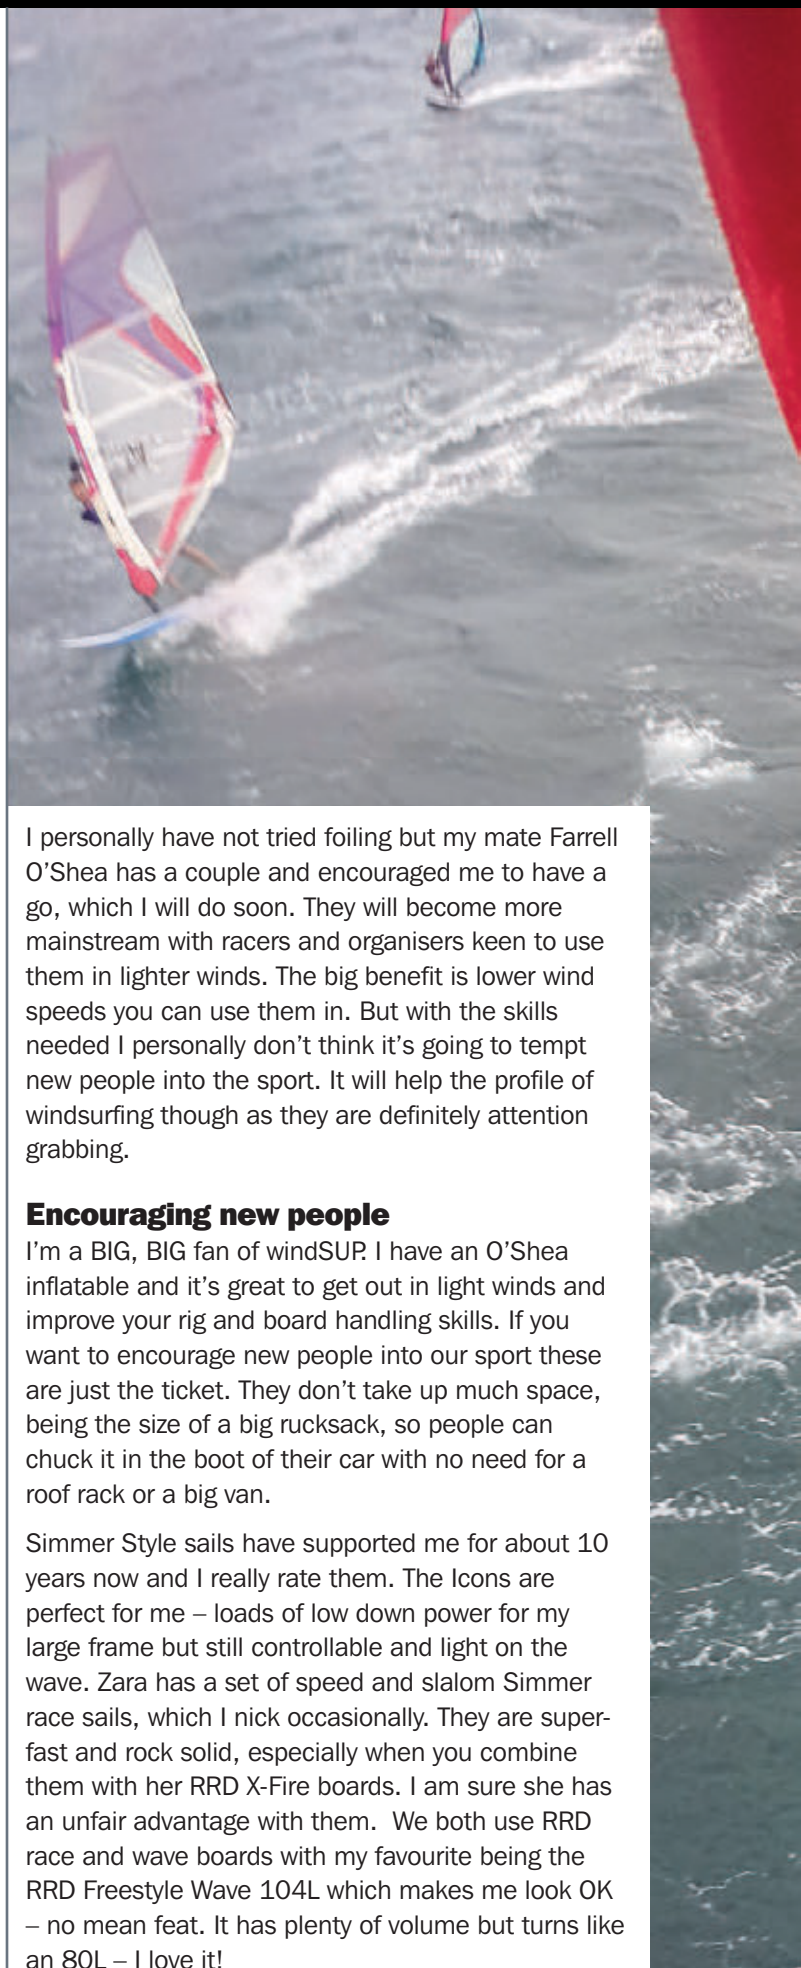 I personally have not tried foiling but my mate Farrell
O’Shea has a couple and encouraged me to have a
go, which I will do soon. They will become more
mainstream with racers and organisers keen to use
them in lighter winds. The big benefit is lower wind
speeds you can use them in. But with the skills
needed I personally don’t think it’s going to tempt
new people into the sport. It will help the profile of
windsurfing though as they are definitely attention
grabbing.
Encouraging new people
I’m a BIG, BIG fan of windSUP. I have an O’Shea
inflatable and it’s great to get out in light winds and
improve your rig and board handling skills. If you
want to encourage new people into our sport these
are just the ticket. They don’t take up much space,
being the size of a big rucksack, so people can
chuck it in the boot of their car with no need for a
roof rack or a big van.
Simmer Style sails have supported me for about 10
years now and I really rate them. The Icons are
perfect for me – loads of low down power for my
large frame but still controllable and light on the
wave. Zara has a set of speed and slalom Simmer
race sails, which I nick occasionally. They are super-
fast and rock solid, especially when you combine
them with her RRD X-Fire boards. I am sure she has
an unfair advantage with them.  We both use RRD
race and wave boards with my favourite being the
RRD Freestyle Wave 104L which makes me look OK
– no mean feat. It has plenty of volume but turns like
an 80L – I love it!